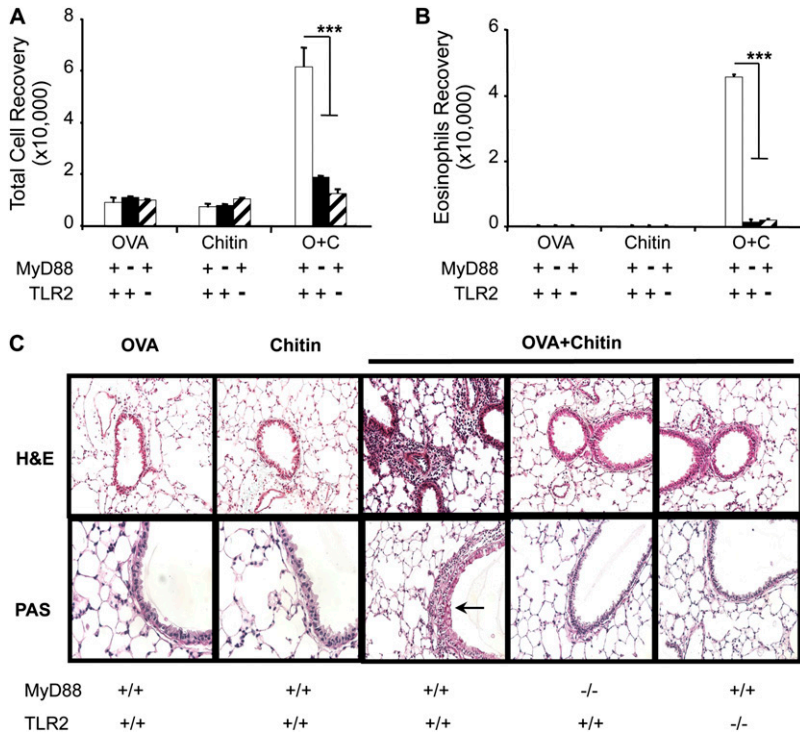 A
Total Cell Recovery
(x10,000)
8
6
4
2
0
***
OVA Chitin O+C
MyD88 + - + + - + + - +
TLR2 + + - + + - + + -
B
Eosinophils Recovery
(x10,000)
6
4
2
0
***
OVA Chitin O+C
MyD88 + - + + - + + - +
TLR2 + + - + + - + + -
C
OVA Chitin OVA+Chitin
H&E
PAS
MyD88 +/+ +/+ +/+ -/- +/+
TLR2 +/+ +/+ +/+ +/+ -/-